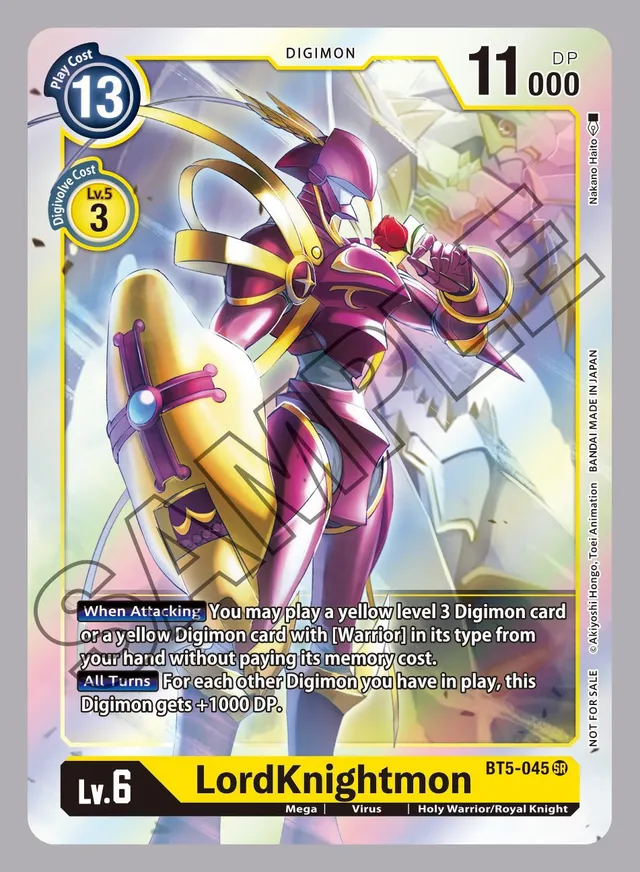 Play Cost
13
DIGIMON
11000
DP
Digivolve Cost
Lv.5
3
Nakano Haito
SAMPLE
©Akiyoshi Hongo, Toei Animation BANDAI MADE IN JAPAN
NOT FOR SALE
When Attacking You may play a yellow level 3 Digimon card
or a yellow Digimon card with [Warrior] in its type from
your hand without paying its memory cost.
All Turns For each other Digimon you have in play, this
Digimon gets +1000 DP.
Lv.6
LordKnightmon
BT5-045 SR
Mega | Virus | Holy Warrior/Royal Knight